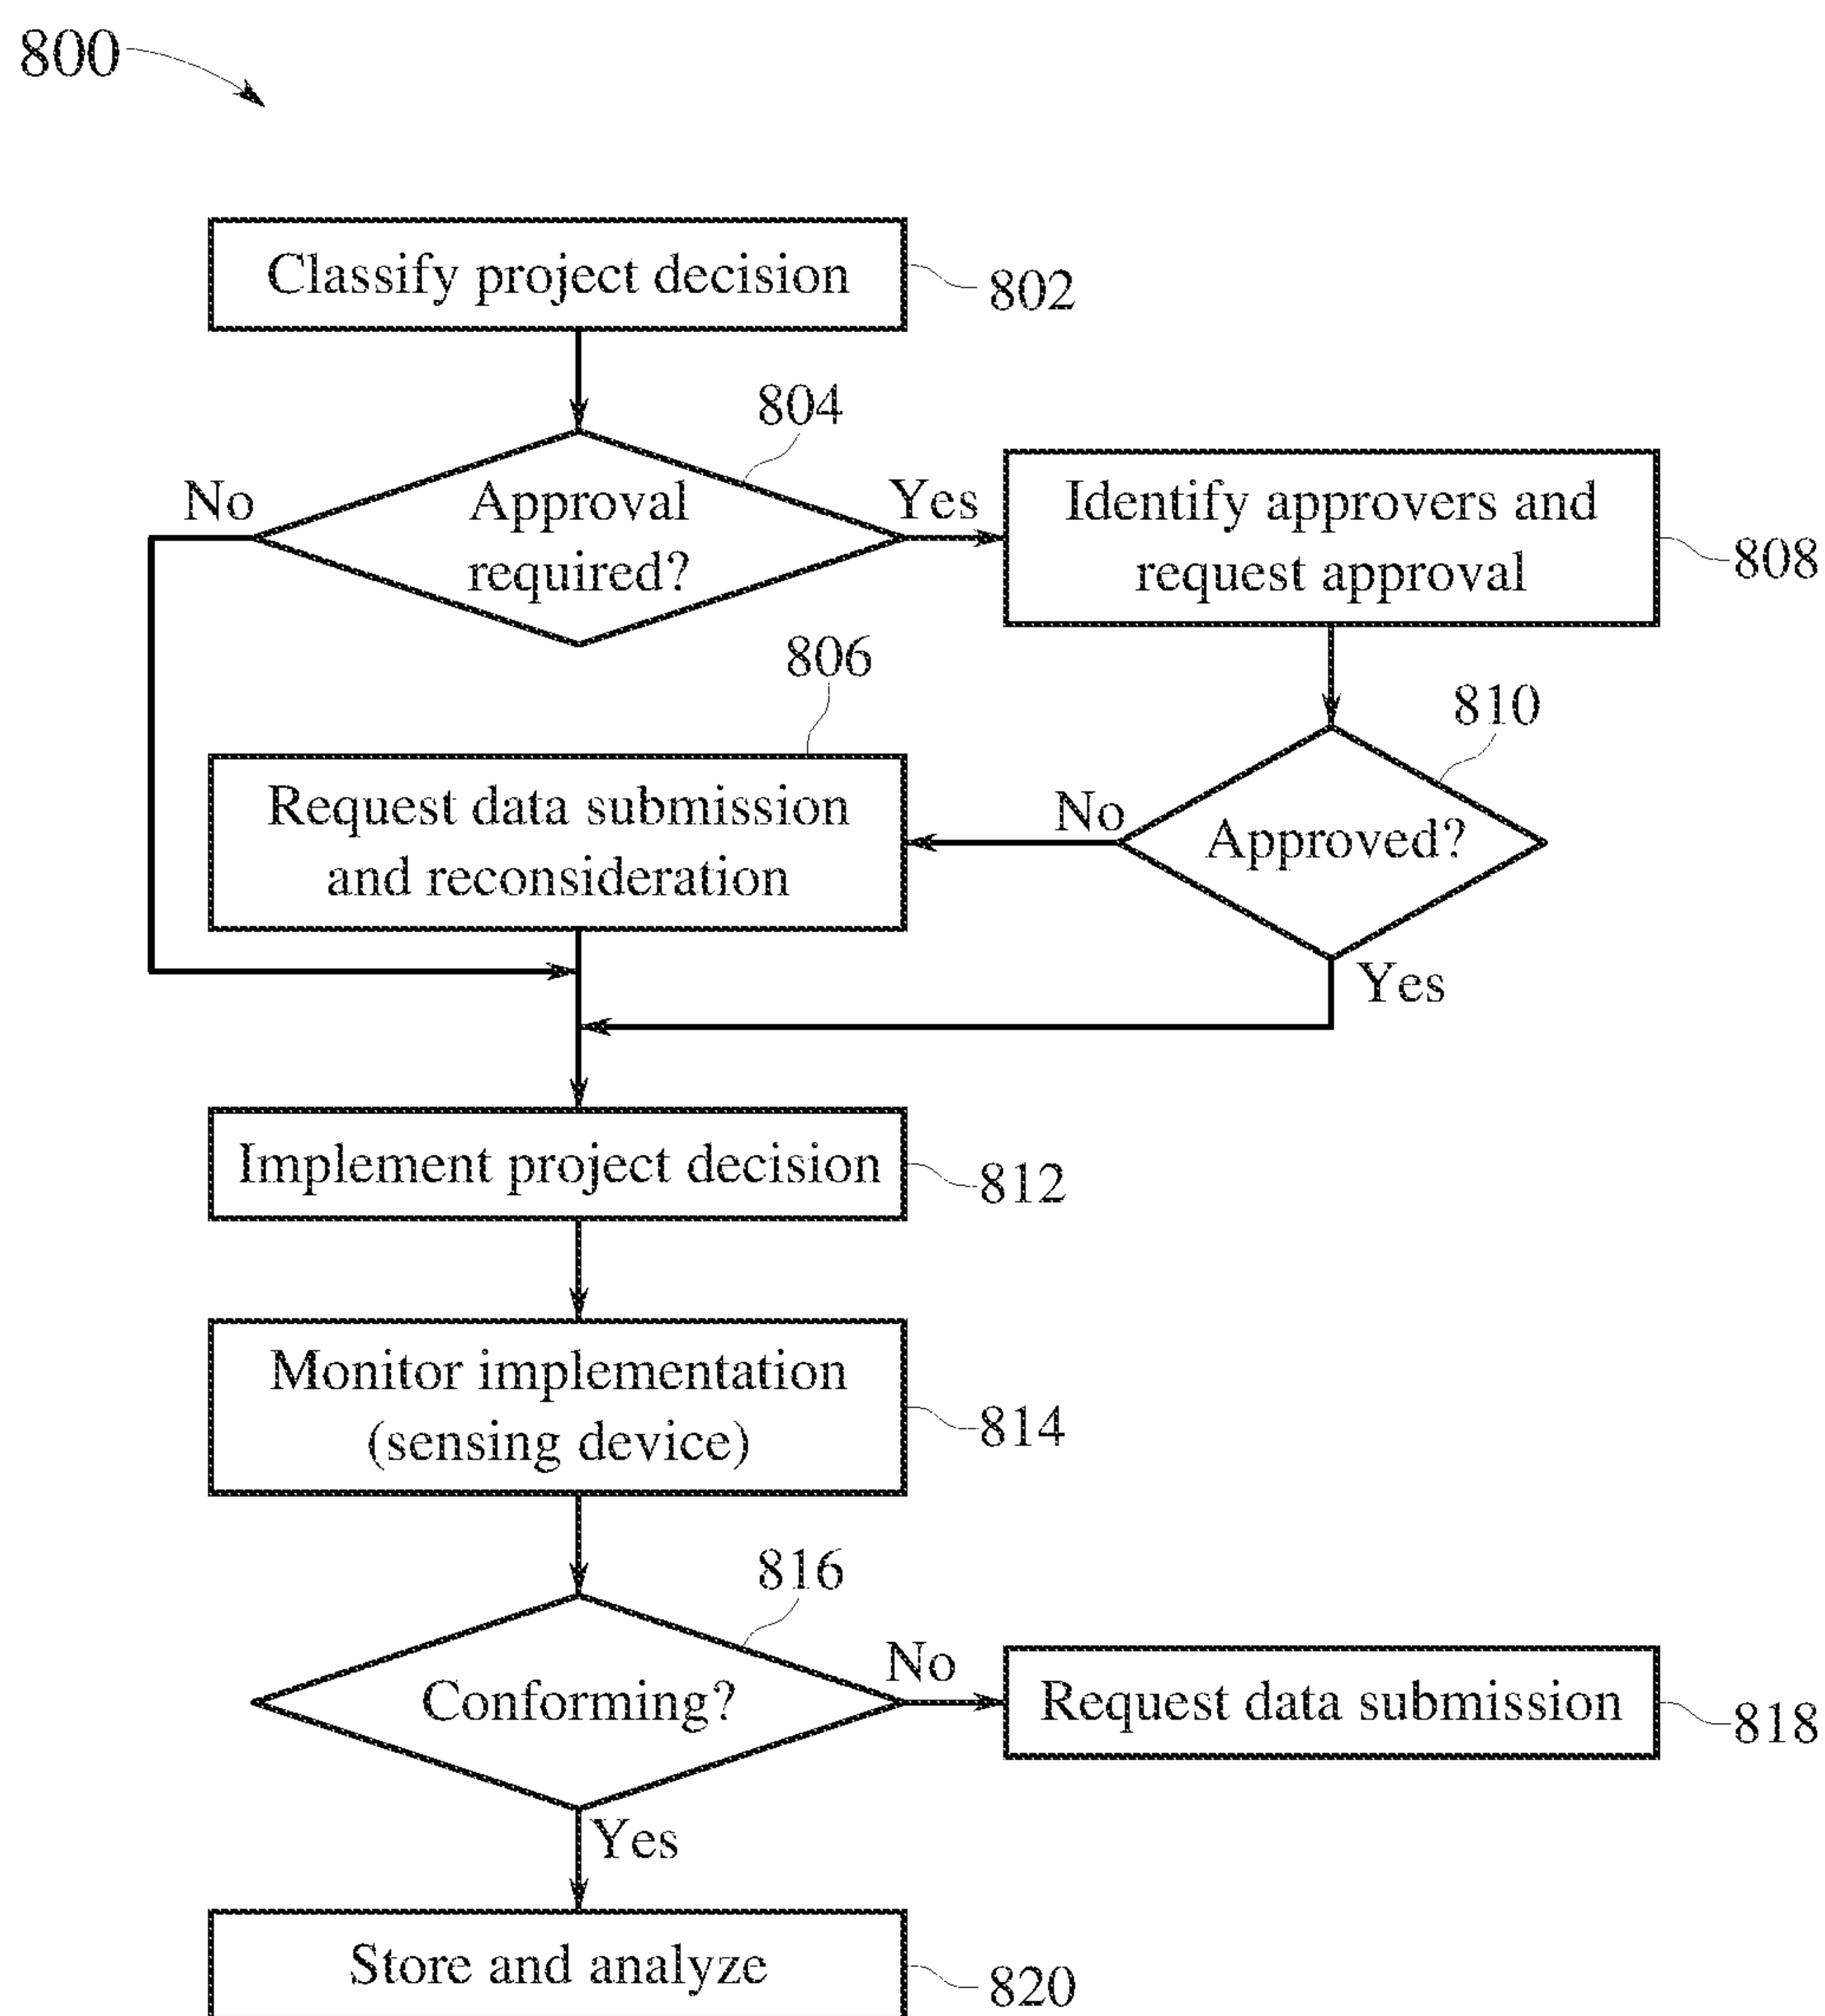 800
Classify project decision
802
804
No
Approval
required?
Yes
Identify approvers and
request approval
808
806
810
Request data submission
and reconsideration
No
Approved?
Yes
Implement project decision
812
Monitor implementation
(sensing device)
814
816
Conforming?
No
Request data submission
818
Yes
Store and analyze
820